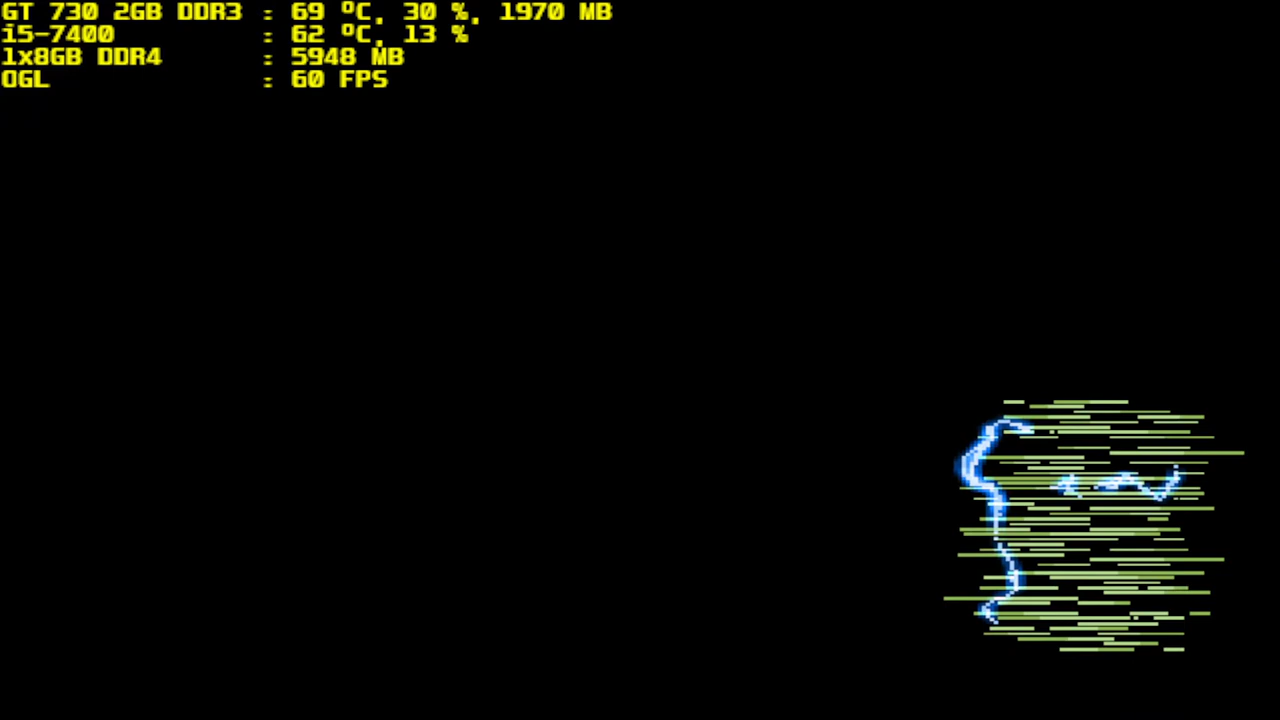 GT 730 2GB DDR3 : 69 ºC, 30 %, 1970 MB
i5-7400 : 62 ºC, 13 %
1x8GB DDR4 : 5948 MB
OGL : 60 FPS